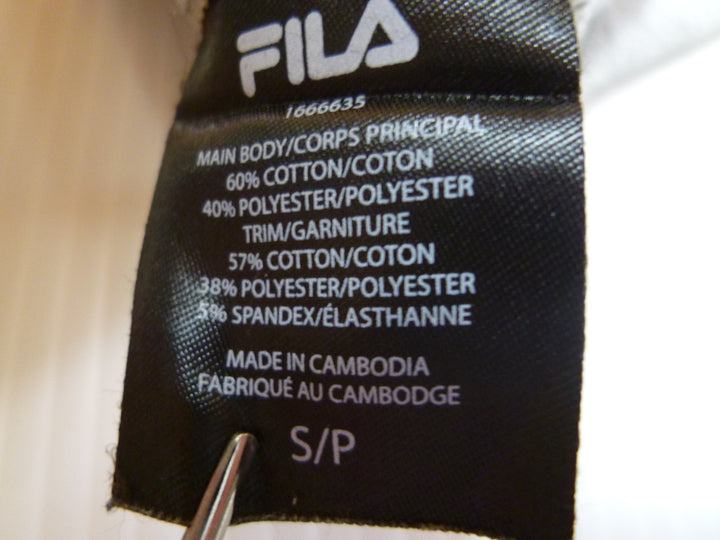 FILA
1666635
MAIN BODY/CORPS PRINCIPAL
60% COTTON/COTON
40% POLYESTER/POLYESTER
TRIM/GARNITURE
57% COTTON/COTON
38% POLYESTER/POLYESTER
5% SPANDEX/ÉLASTHANNE
MADE IN CAMBODIA
FABRIQUÉ AU CAMBODGE
S/P